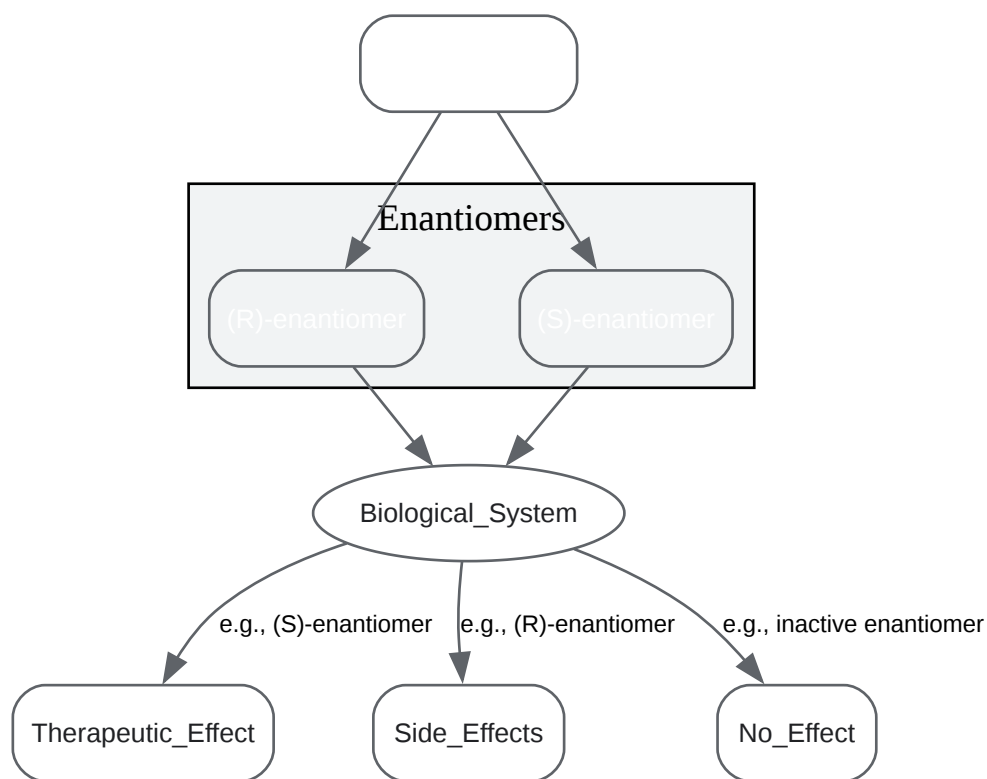 Enantiomers
(R)-enantiomer
(S)-enantiomer
Biological_System
e.g., (S)-enantiomer
e.g., (R)-enantiomer
e.g., inactive enantiomer
Therapeutic_Effect
Side_Effects
No_Effect